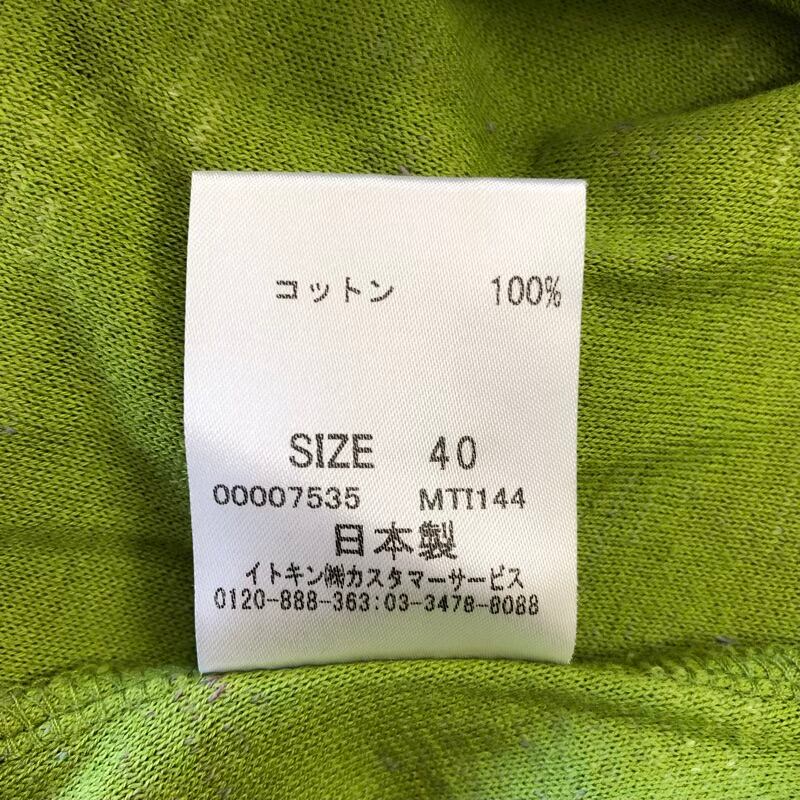 コットン 100%
SIZE 40
00007535 MTI144
日本製
イトキン㈱カスタマーサービス
0120-888-363:03-3478-8088